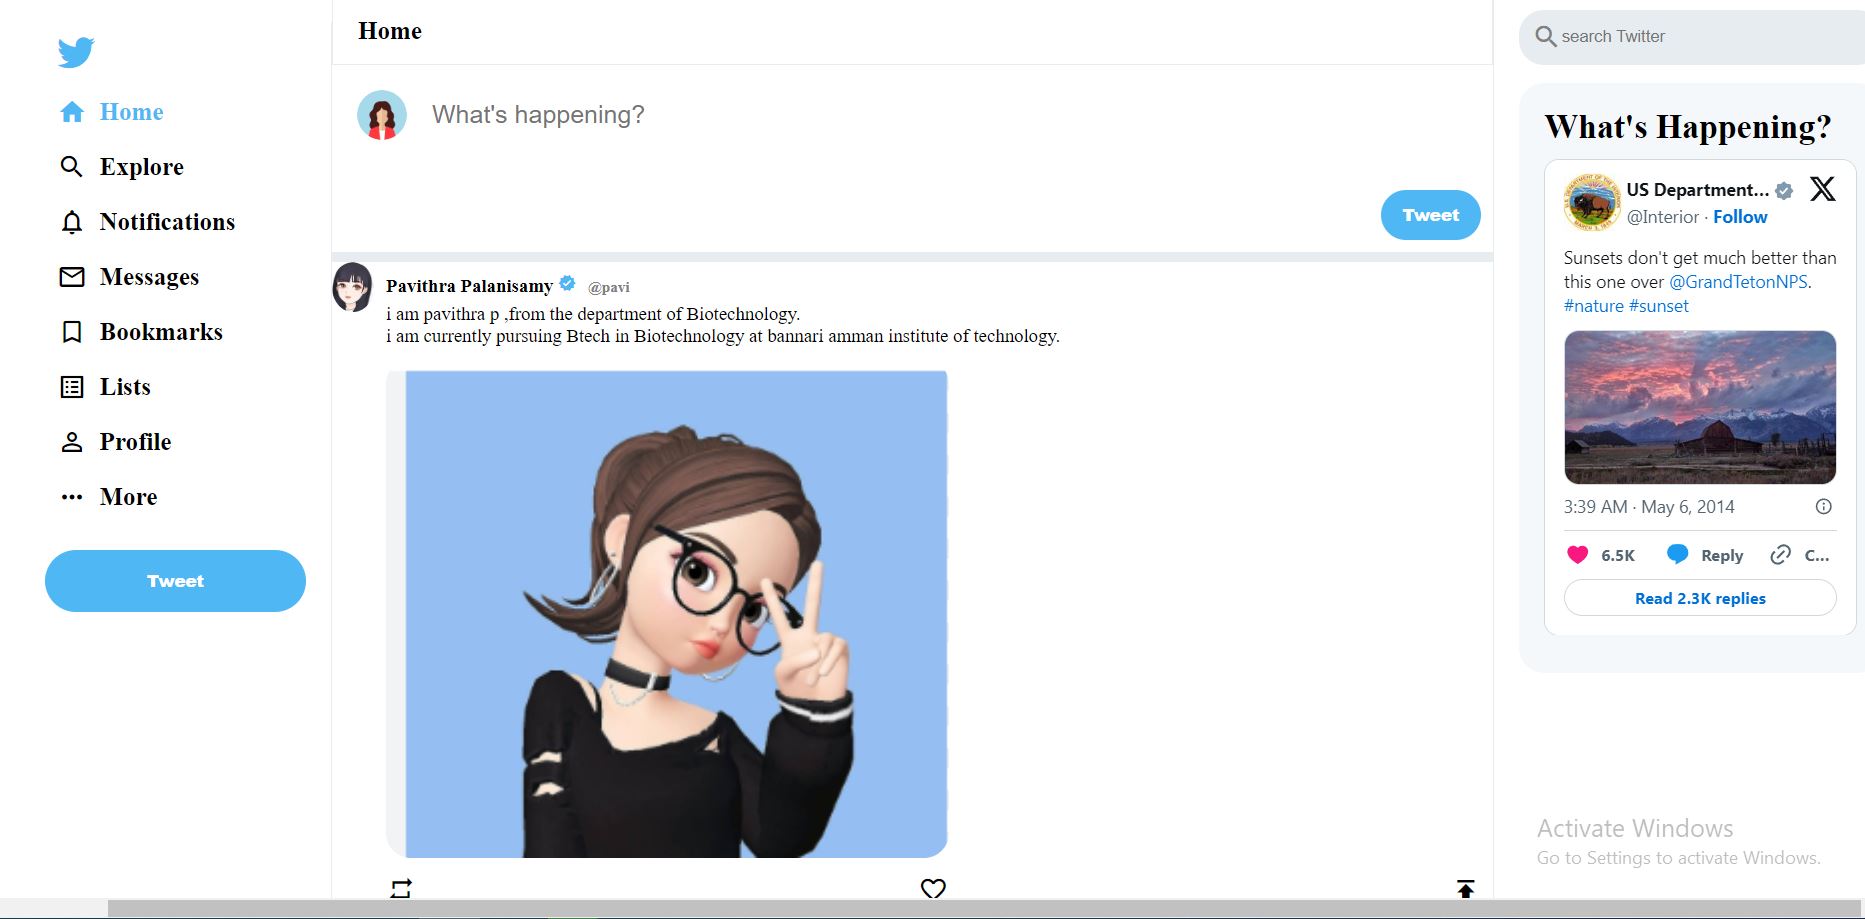 Home
Explore
Notifications
Messages
Bookmarks
Lists
Profile
More
Tweet
Home
What's happening?
Tweet
Pavithra Palanisamy @pavi
i am pavithra p ,from the department of Biotechnology.
i am currently pursuing Btech in Biotechnology at bannari amman institute of technology.
search Twitter
What's Happening?
US Department...
@Interior · Follow
Sunsets don't get much better than
this one over @GrandTetonNPS.
#nature #sunset
3:39 AM · May 6, 2014
6.5K Reply C...
Read 2.3K replies
Activate Windows
Go to Settings to activate Windows.